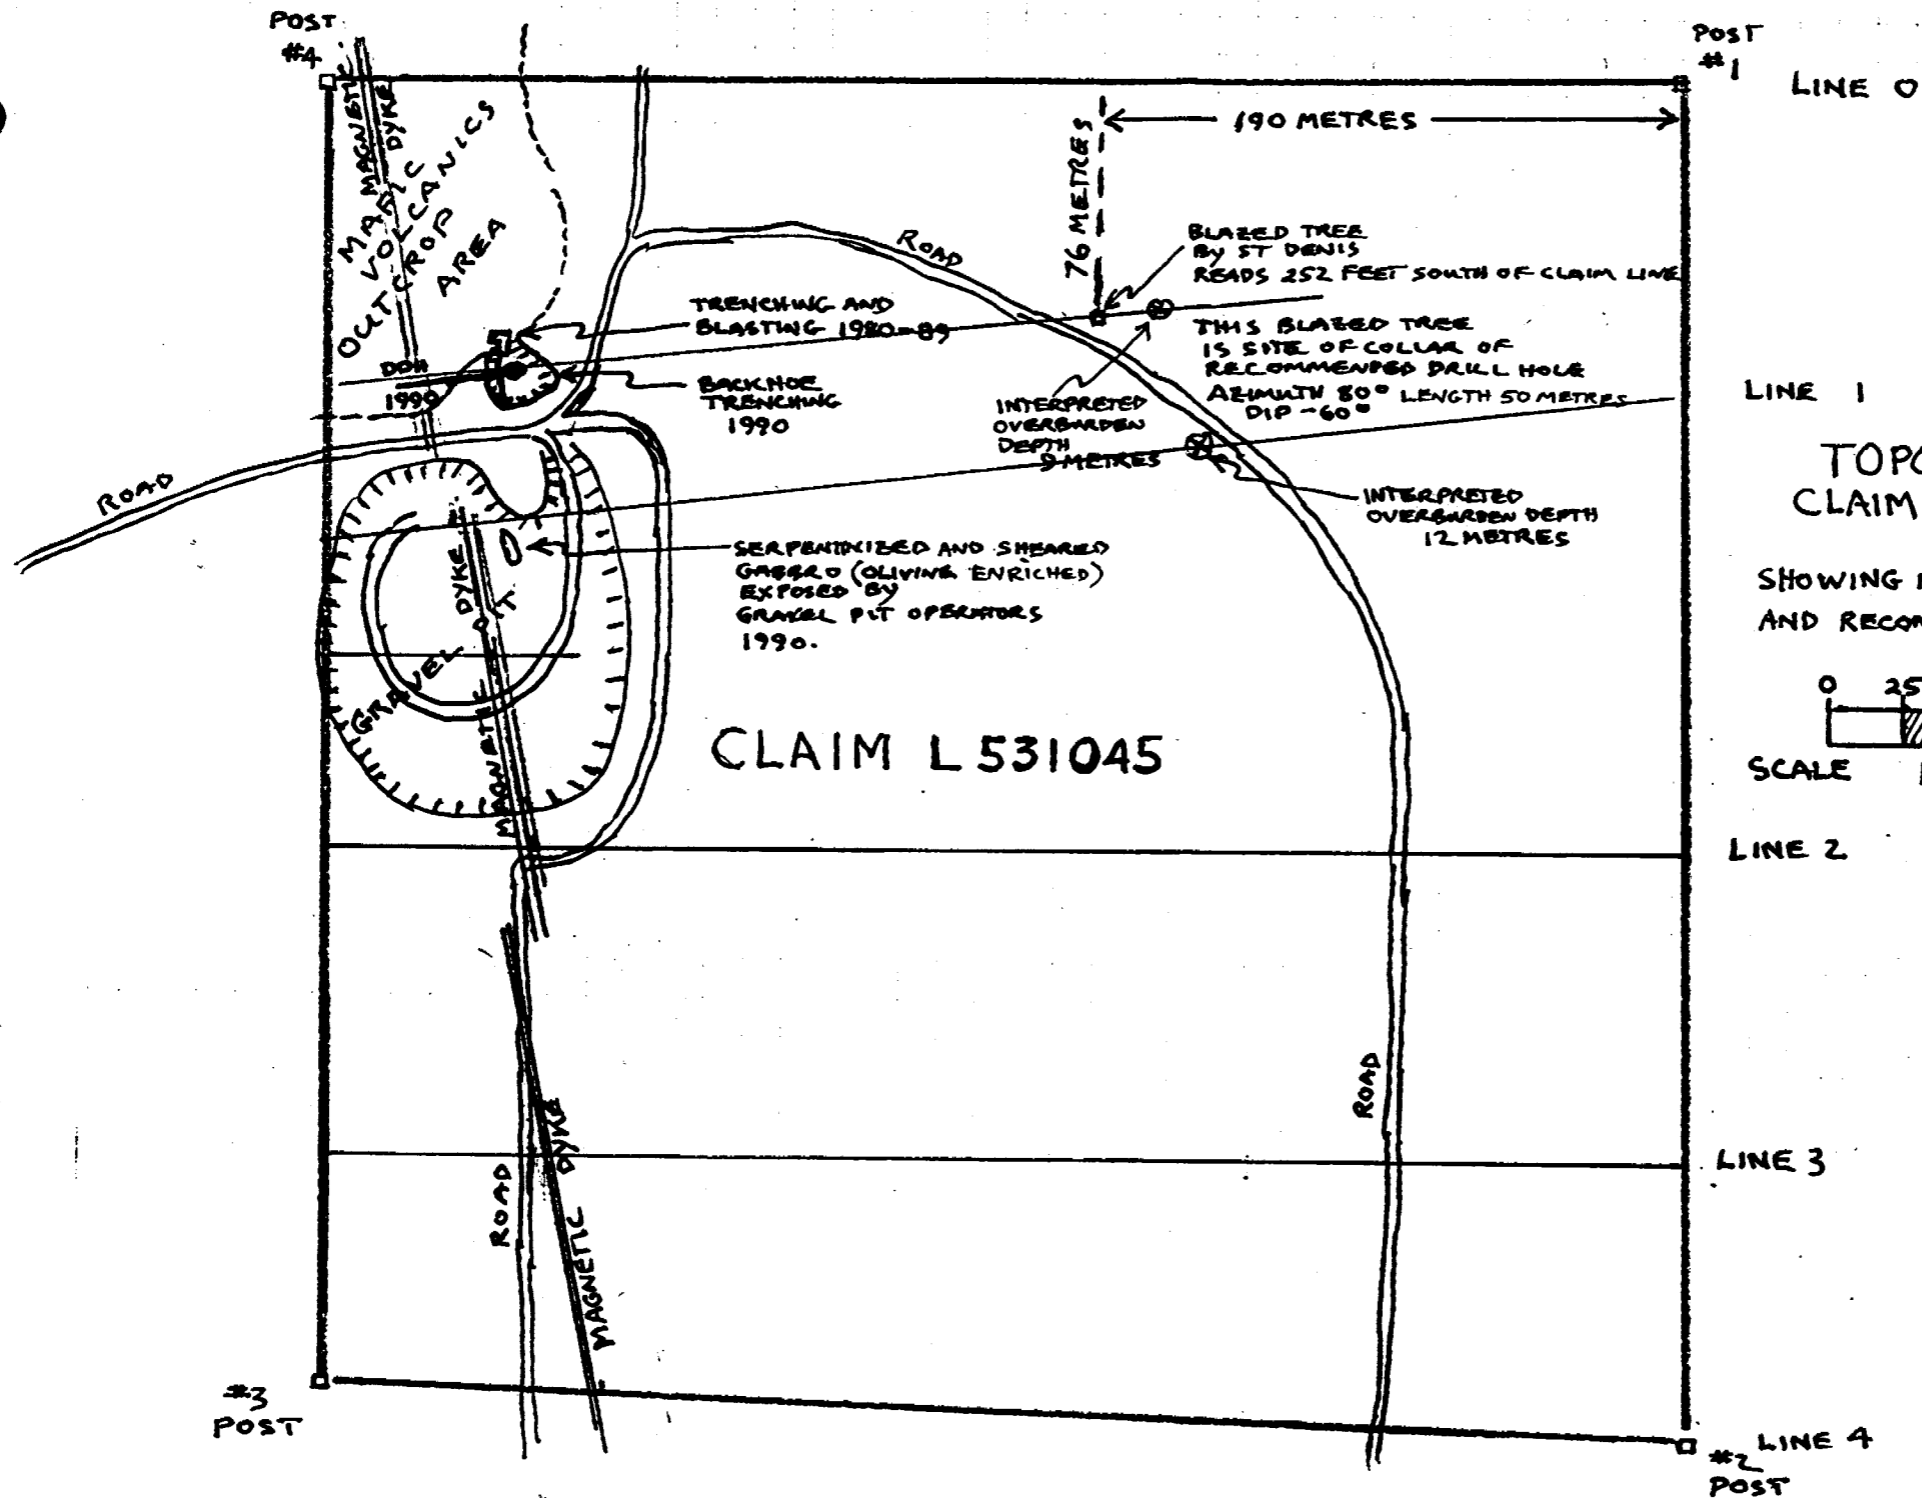 POST
#4
POST
#1
LINE 0
MAGNETIC
DYKE
MAFIC
VOLCANICS
OUTCROP
AREA
190 METRES
76 METRES
ROAD
BLAZED TREE
BY ST DENIS
READS 252 FEET SOUTH OF CLAIM LINE
TRENCHING AND
BLASTING 1980-89
THIS BLAZED TREE
IS SITE OF COLLAR OF
RECOMMENDED DRILL HOLE
AZIMUTH 80° LENGTH 50 METRES
DIP -60°
DDH
1990
BACKHOE
TRENCHING
1990
INTERPRETED
OVERBURDEN
DEPTH
9 METRES
LINE 1
TOPO
CLAIM
ROAD
INTERPRETED
OVERBURDEN DEPTH
12 METRES
SERPENTINIZED AND SHEARED
GABBRO (OLIVINE ENRICHED)
EXPOSED BY
GRAVEL PIT OPERATORS
1990.
SHOWING
AND RECOM
0 25
SCALE
GRAVEL PIT
MAGNETIC DYKE
CLAIM L 531045
LINE 2
ROAD
MAGNETIC DYKE
ROAD
LINE 3
#3
POST
LINE 4
#2
POST